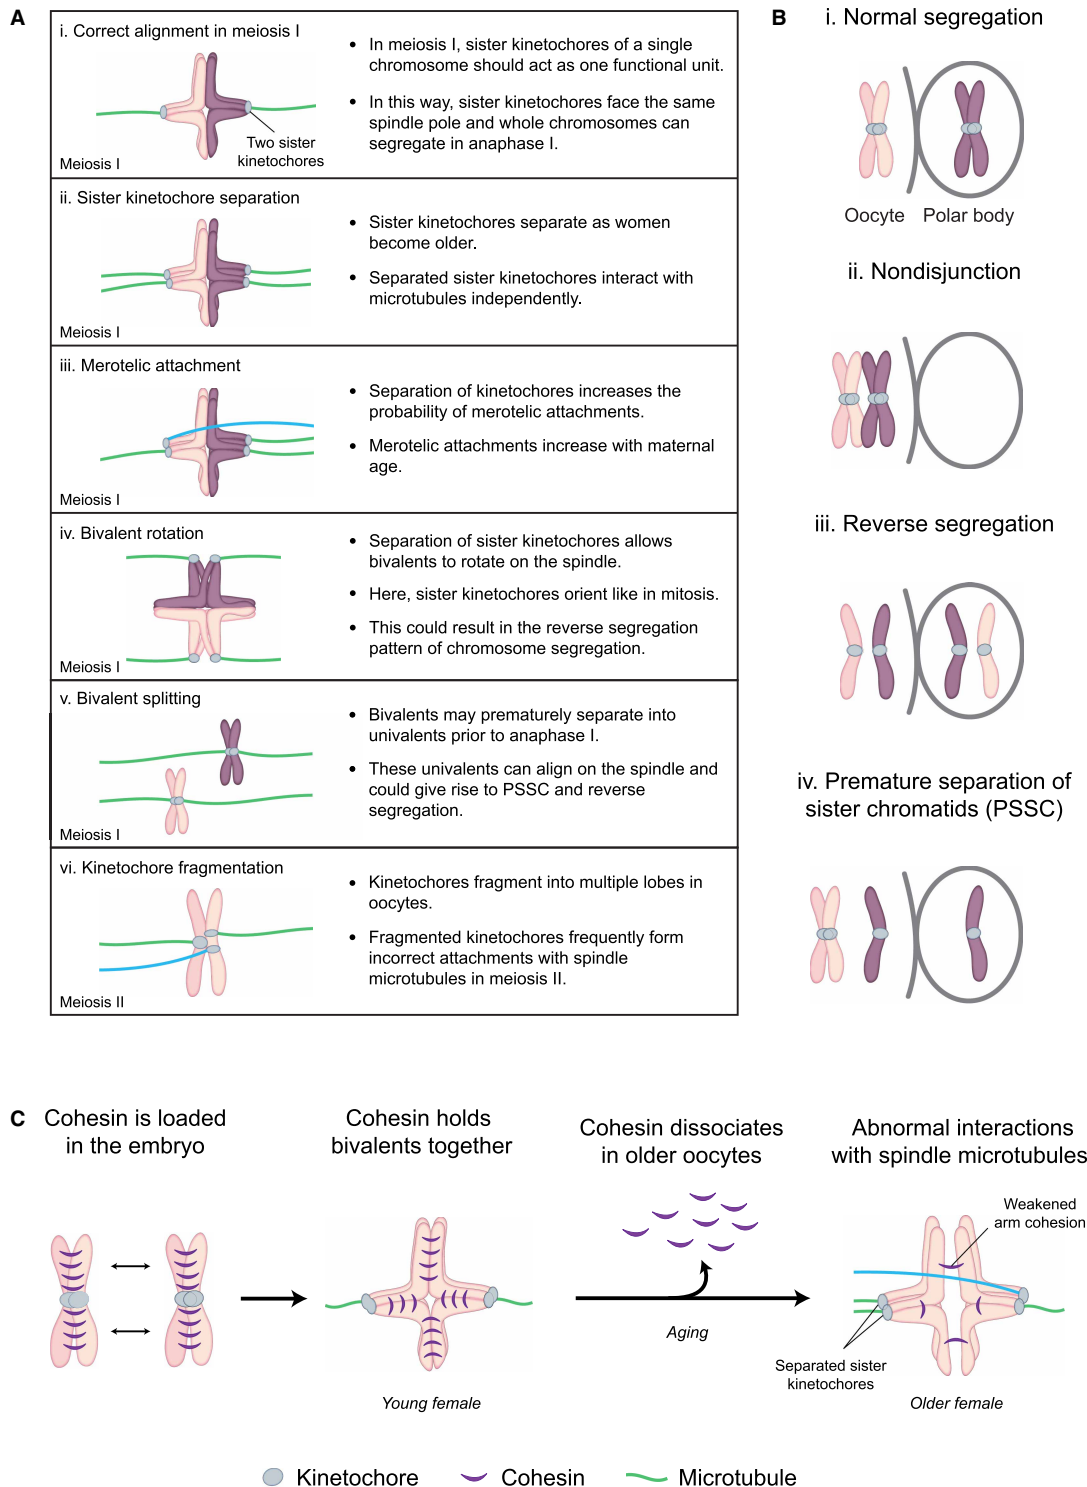 A
i. Correct alignment in meiosis I
Two sister
kinetochores
Meiosis I
• In meiosis I, sister kinetochores of a single
chromosome should act as one functional unit.
• In this way, sister kinetochores face the same
spindle pole and whole chromosomes can
segregate in anaphase I.
ii. Sister kinetochore separation
Meiosis I
• Sister kinetochores separate as women
become older.
• Separated sister kinetochores interact with
microtubules independently.
iii. Merotelic attachment
Meiosis I
• Separation of kinetochores increases the
probability of merotelic attachments.
• Merotelic attachments increase with maternal
age.
iv. Bivalent rotation
Meiosis I
• Separation of sister kinetochores allows
bivalents to rotate on the spindle.
• Here, sister kinetochores orient like in mitosis.
• This could result in the reverse segregation
pattern of chromosome segregation.
v. Bivalent splitting
Meiosis I
• Bivalents may prematurely separate into
univalents prior to anaphase I.
• These univalents can align on the spindle and
could give rise to PSSC and reverse
segregation.
vi. Kinetochore fragmentation
Meiosis II
• Kinetochores fragment into multiple lobes in
oocytes.
• Fragmented kinetochores frequently form
incorrect attachments with spindle
microtubules in meiosis II.
B
i. Normal segregation
Oocyte Polar body
ii. Nondisjunction
iii. Reverse segregation
iv. Premature separation of
sister chromatids (PSSC)
C
Cohesin is loaded
in the embryo
Cohesin holds
bivalents together
Young female
Cohesin dissociates
in older oocytes
Aging
Abnormal interactions
with spindle microtubules
Weakened
arm cohesion
Separated sister
kinetochores
Older female
Kinetochore Cohesin Microtubule